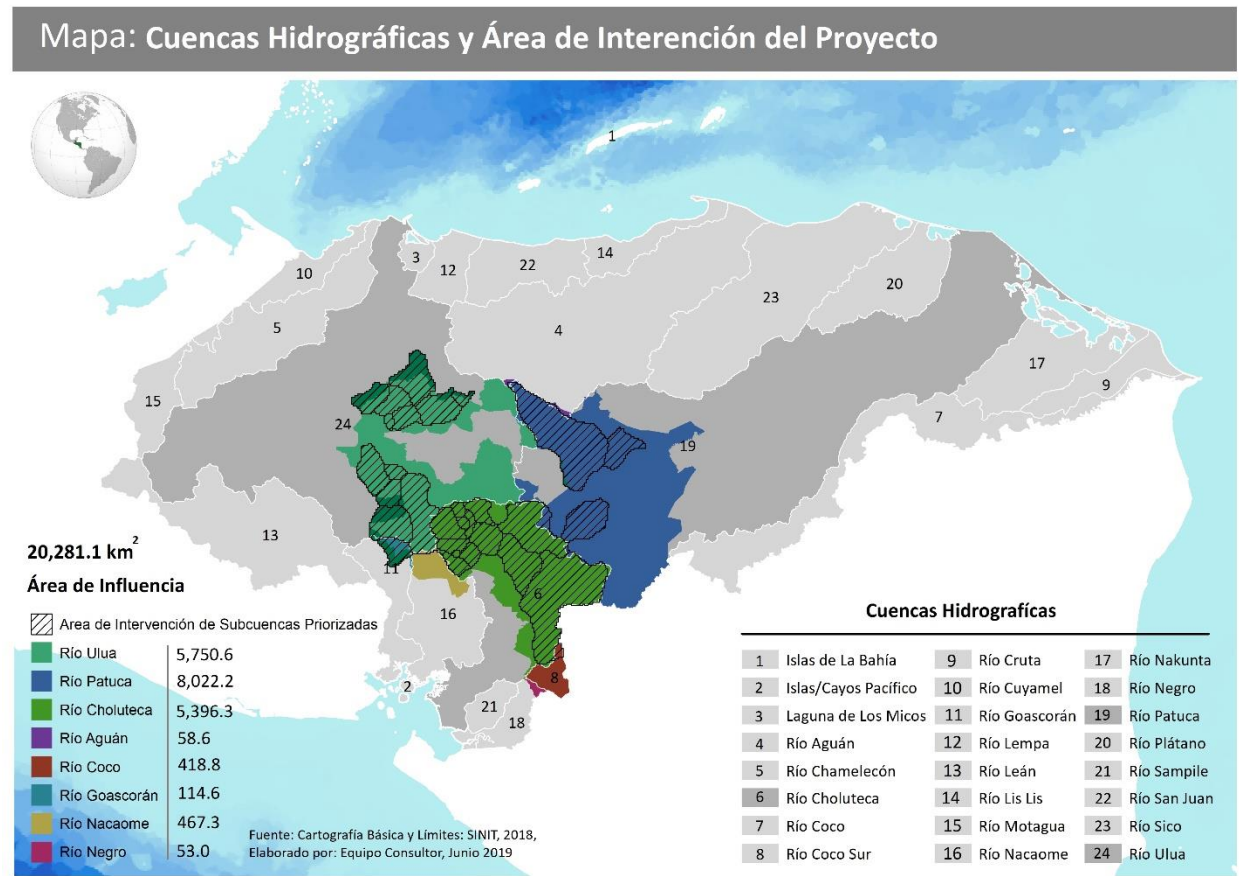 Mapa: Cuencas Hidrográficas y Área de Interención del Proyecto
1
10
3
12
22
14
23
20
5
4
17
9
15
24
7
19
13
11
6
16
8
2
21
18
20,281.1 km²
Área de Influencia
Area de Intervención de Subcuencas Priorizadas
Río Ulua 5,750.6
Río Patuca 8,022.2
Río Choluteca 5,396.3
Río Aguán 58.6
Río Coco 418.8
Río Goascorán 114.6
Río Nacaome 467.3
Río Negro 53.0
Fuente: Cartografía Básica y Límites: SINIT, 2018,
Elaborado por: Equipo Consultor, Junio 2019
Cuencas Hidrografícas
1 Islas de La Bahía
2 Islas/Cayos Pacífico
3 Laguna de Los Micos
4 Río Aguán
5 Río Chamelecón
6 Río Choluteca
7 Río Coco
8 Río Coco Sur
9 Río Cruta
10 Río Cuyamel
11 Río Goascorán
12 Río Lempa
13 Río Leán
14 Río Lis Lis
15 Río Motagua
16 Río Nacaome
17 Río Nakunta
18 Río Negro
19 Río Patuca
20 Río Plátano
21 Río Sampile
22 Río San Juan
23 Río Sico
24 Río Ulua